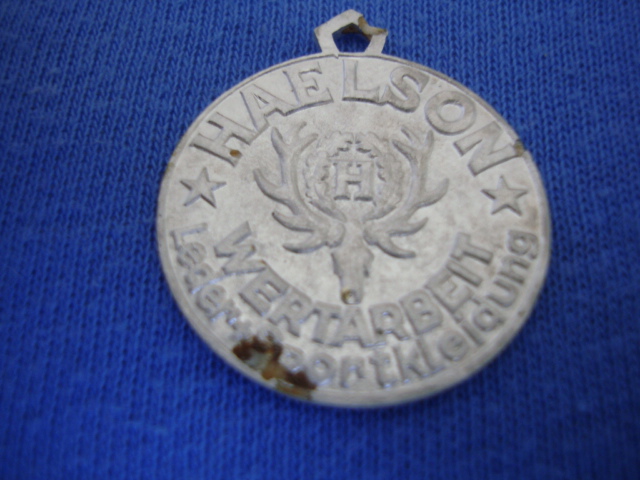 HAELSON
H
WERTARBEIT
Leder-Sportkleidung